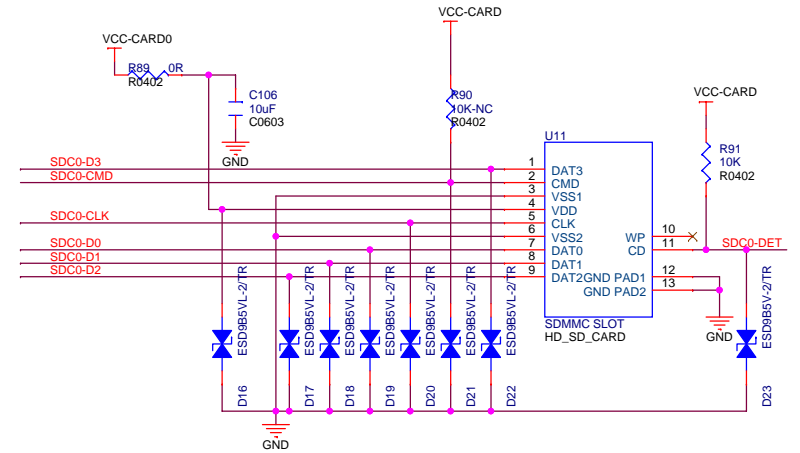 VCC-CARD
VCC-CARD0
R89 0R
R0402
C106
10uF
C0603
GND
R90
10K-NC
R0402
VCC-CARD
R91
10K
R0402
U11
SDC0-D3
SDC0-CMD
SDC0-CLK
SDC0-D0
SDC0-D1
SDC0-D2
1 DAT3
2 CMD
3 VSS1
4 VDD
5 CLK
6 VSS2
7 DAT0
8 DAT1
9 DAT2
WP 10
CD 11
GND PAD1 12
GND PAD2 13
SDC0-DET
SDMMC SLOT
HD_SD_CARD
GND
ESD9B5VL-2/TR
D16
ESD9B5VL-2/TR
D17
ESD9B5VL-2/TR
D18
ESD9B5VL-2/TR
D19
ESD9B5VL-2/TR
D20
ESD9B5VL-2/TR
D21
ESD9B5VL-2/TR
D22
ESD9B5V-2/TR
D23
GND